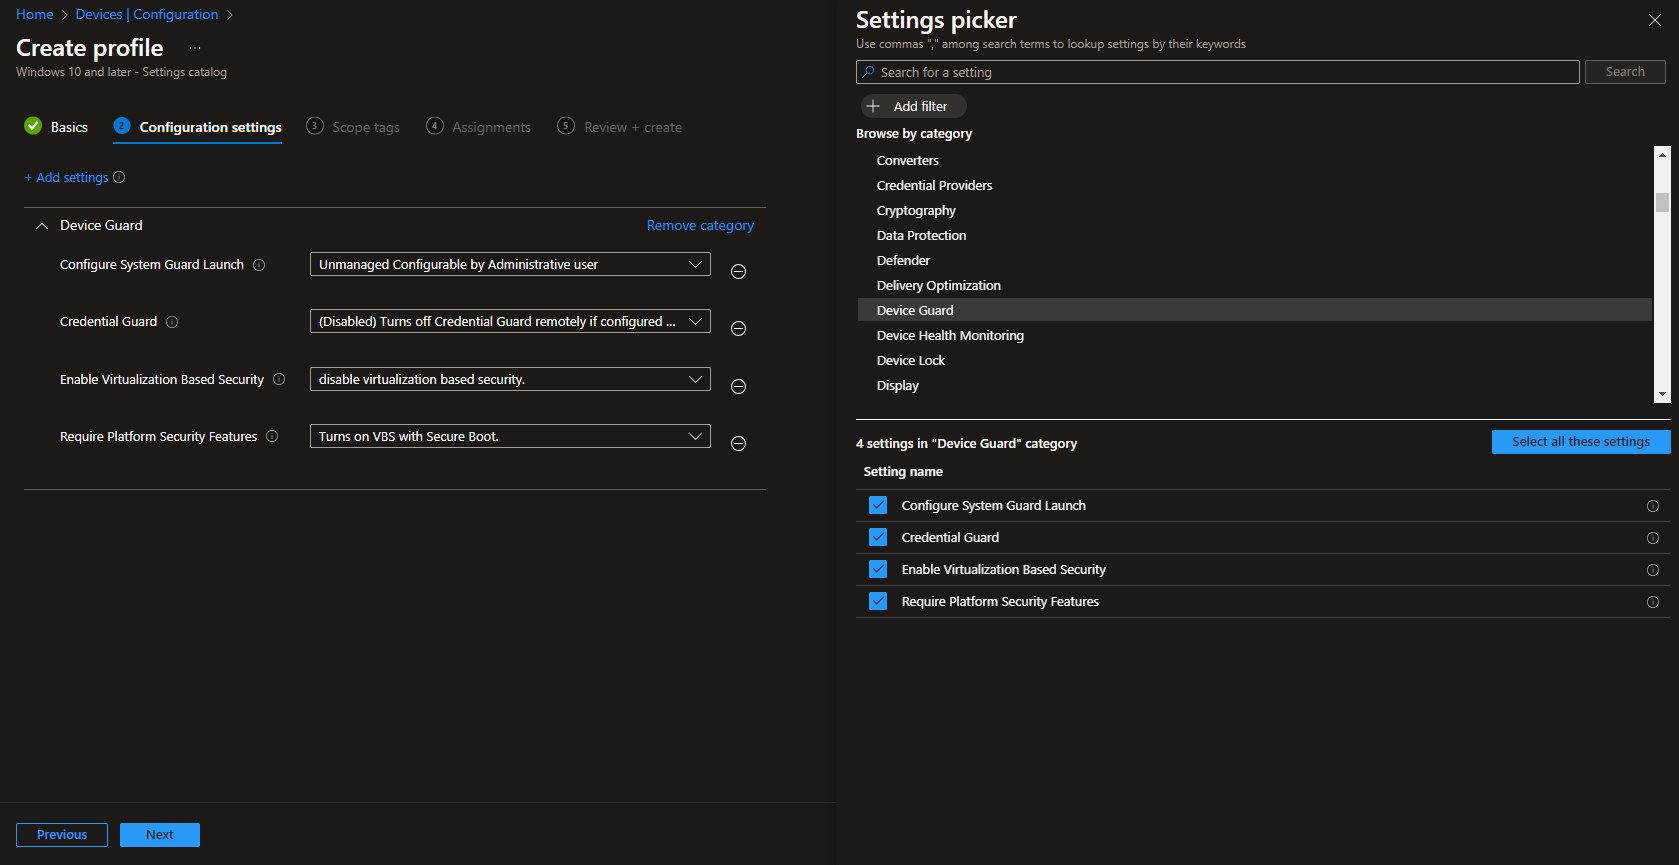 Home > Devices | Configuration >
Create profile ...
Windows 10 and later - Settings catalog
Basics
2 Configuration settings
3 Scope tags
4 Assignments
5 Review + create
+ Add settings
Device Guard
Remove category
Configure System Guard Launch
Unmanaged Configurable by Administrative user
Credential Guard
(Disabled) Turns off Credential Guard remotely if configured ...
Enable Virtualization Based Security
disable virtualization based security.
Require Platform Security Features
Turns on VBS with Secure Boot.
Previous
Next
Settings picker
Use commas "," among search terms to lookup settings by their keywords
Search for a setting
Search
+ Add filter
Browse by category
Converters
Credential Providers
Cryptography
Data Protection
Defender
Delivery Optimization
Device Guard
Device Health Monitoring
Device Lock
Display
4 settings in "Device Guard" category
Select all these settings
Setting name
Configure System Guard Launch
Credential Guard
Enable Virtualization Based Security
Require Platform Security Features